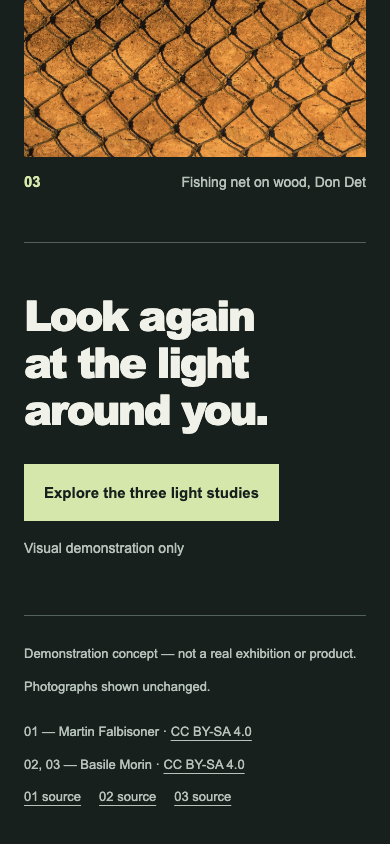 03
Fishing net on wood, Don Det
Look again
at the light
around you.
Explore the three light studies
Visual demonstration only
Demonstration concept — not a real exhibition or product.
Photographs shown unchanged.
01 — Martin Falbisoner · CC BY-SA 4.0
02, 03 — Basile Morin · CC BY-SA 4.0
01 source 02 source 03 source